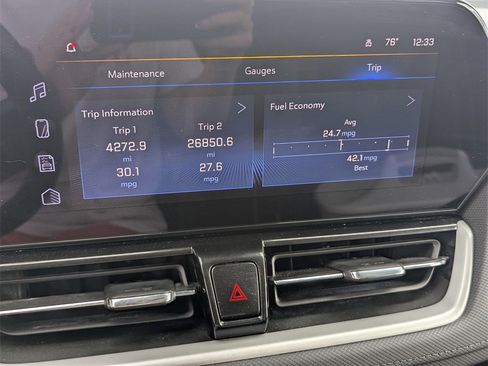 76° 12:33
Maintenance Gauges Trip
Trip Information
Trip 1 Trip 2
4272.9 26850.6
mi mi
30.1 27.6
mpg mpg
Fuel Economy
Avg
24.7 mpg
42.1 mpg
Best